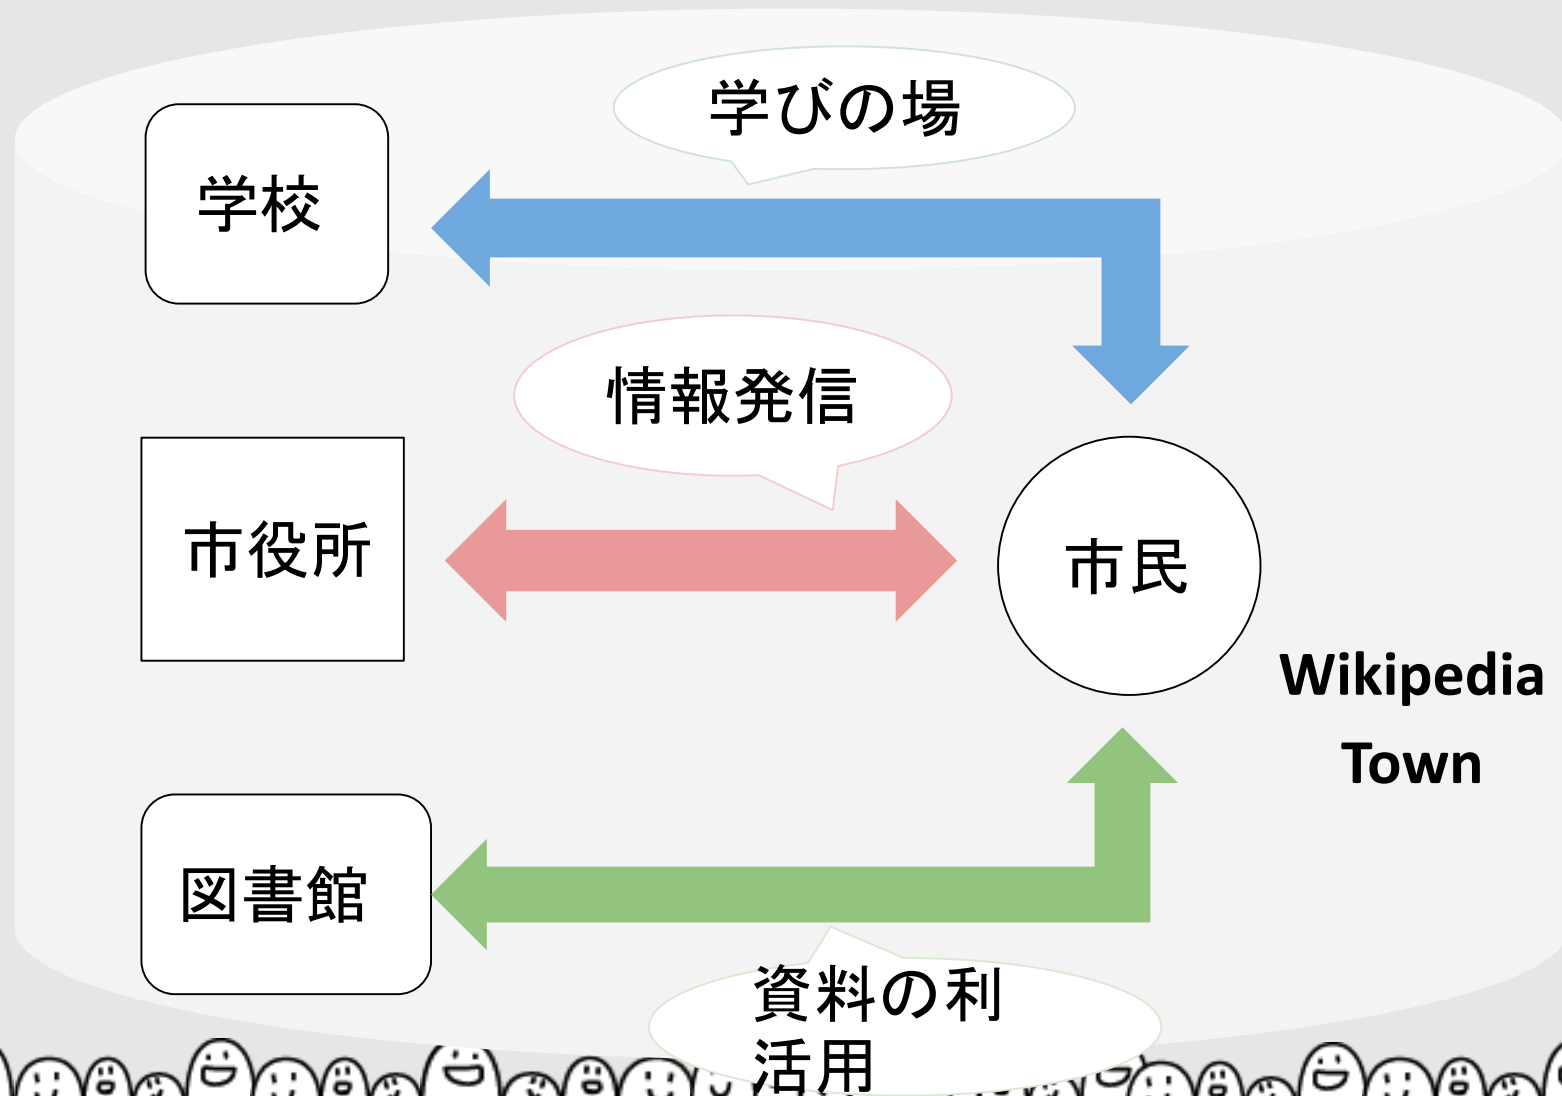 学びの場
学校
情報発信
市役所
市民
Wikipedia
Town
図書館
資料の利
活用